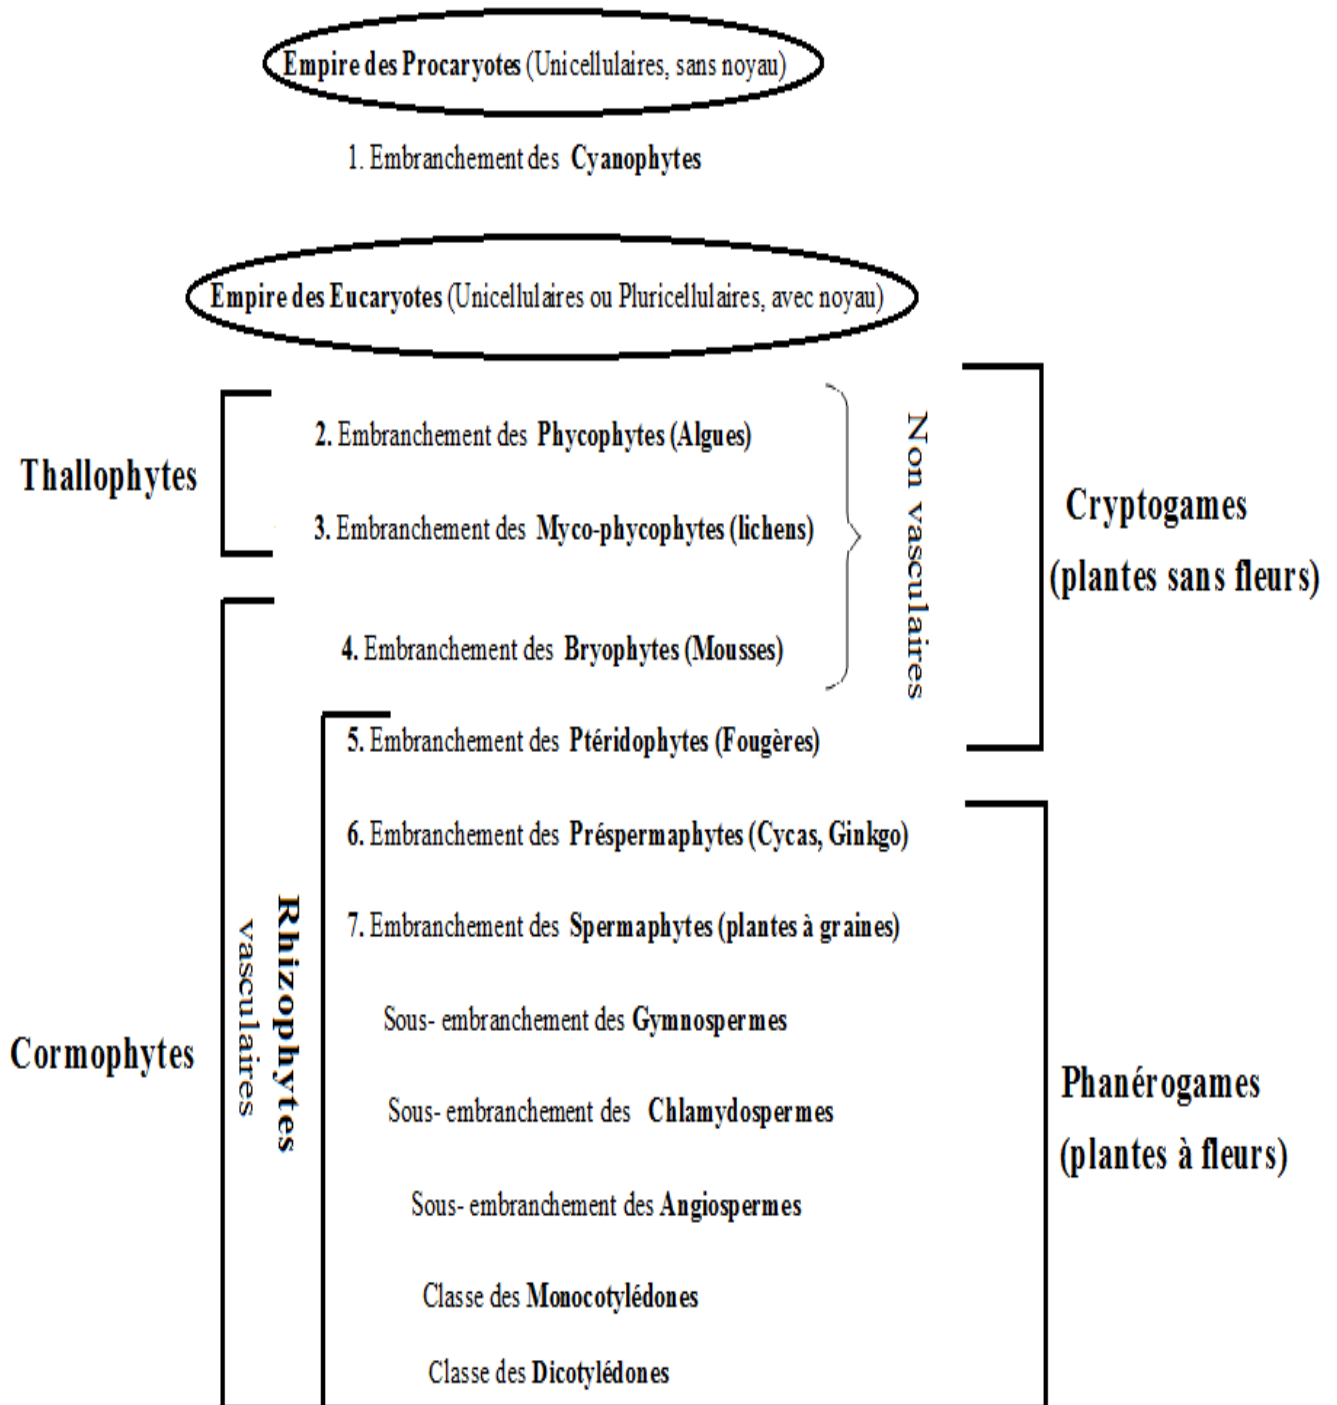 Empire des Procaryotes (Unicellulaires, sans noyau)
1. Embranchement des Cyanophytes
Empire des Eucaryotes (Unicellulaires ou Pluricellulaires, avec noyau)
Thallophytes
2. Embranchement des Phycophytes (Algues)
3. Embranchement des Myco-phycophytes (lichens)
Non vasculaires
Cryptogames
(plantes sans fleurs)
4. Embranchement des Bryophytes (Mousses)
5. Embranchement des Ptéridophytes (Fougères)
6. Embranchement des Préspermaphytes (Cycas, Ginkgo)
7. Embranchement des Spermaphytes (plantes à graines)
Cormophytes
vasculaires
Rhizophytes
Sous- embranchement des Gymnospermes
Sous- embranchement des Chlamydospermes
Sous- embranchement des Angiospermes
Classe des Monocotylédones
Classe des Dicotylédones
Phanérogames
(plantes à fleurs)